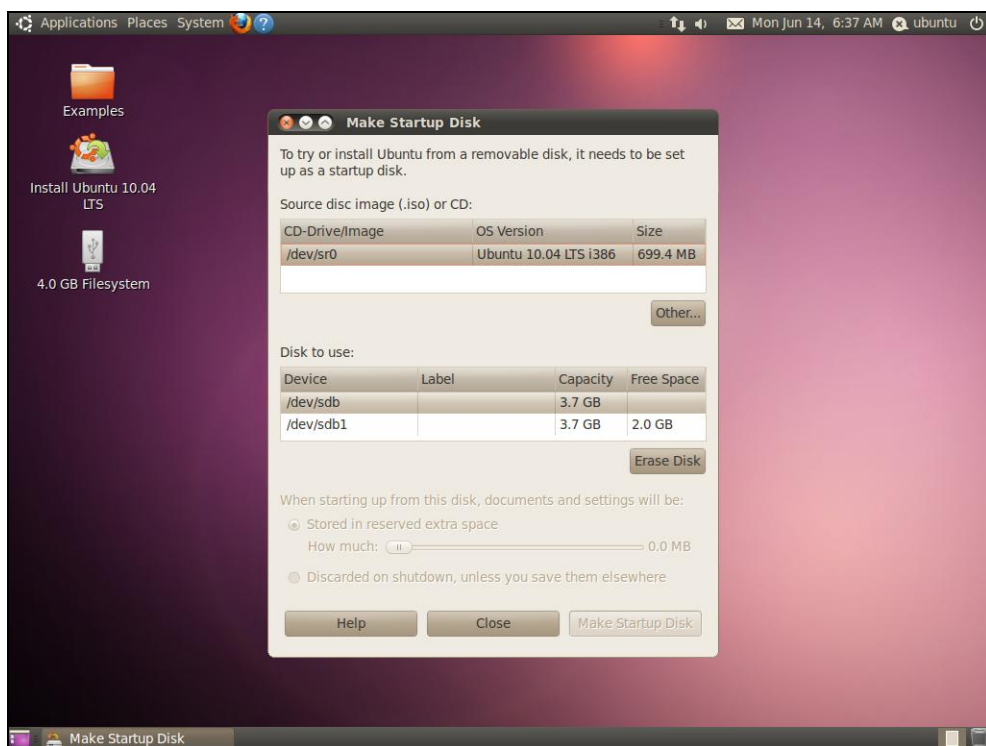 Applications Places System
Mon Jun 14, 6:37 AM ubuntu
Examples
Install Ubuntu 10.04
LTS
4.0 GB Filesystem
Make Startup Disk
To try or install Ubuntu from a removable disk, it needs to be set
up as a startup disk.
Source disc image (.iso) or CD:
CD-Drive/Image OS Version Size
/dev/sr0 Ubuntu 10.04 LTS i386 699.4 MB
Other...
Disk to use:
Device Label Capacity Free Space
/dev/sdb 3.7 GB
/dev/sdb1 3.7 GB 2.0 GB
Erase Disk
When starting up from this disk, documents and settings will be:
Stored in reserved extra space
How much: 0.0 MB
Discarded on shutdown, unless you save them elsewhere
Help Close Make Startup Disk
Make Startup Disk